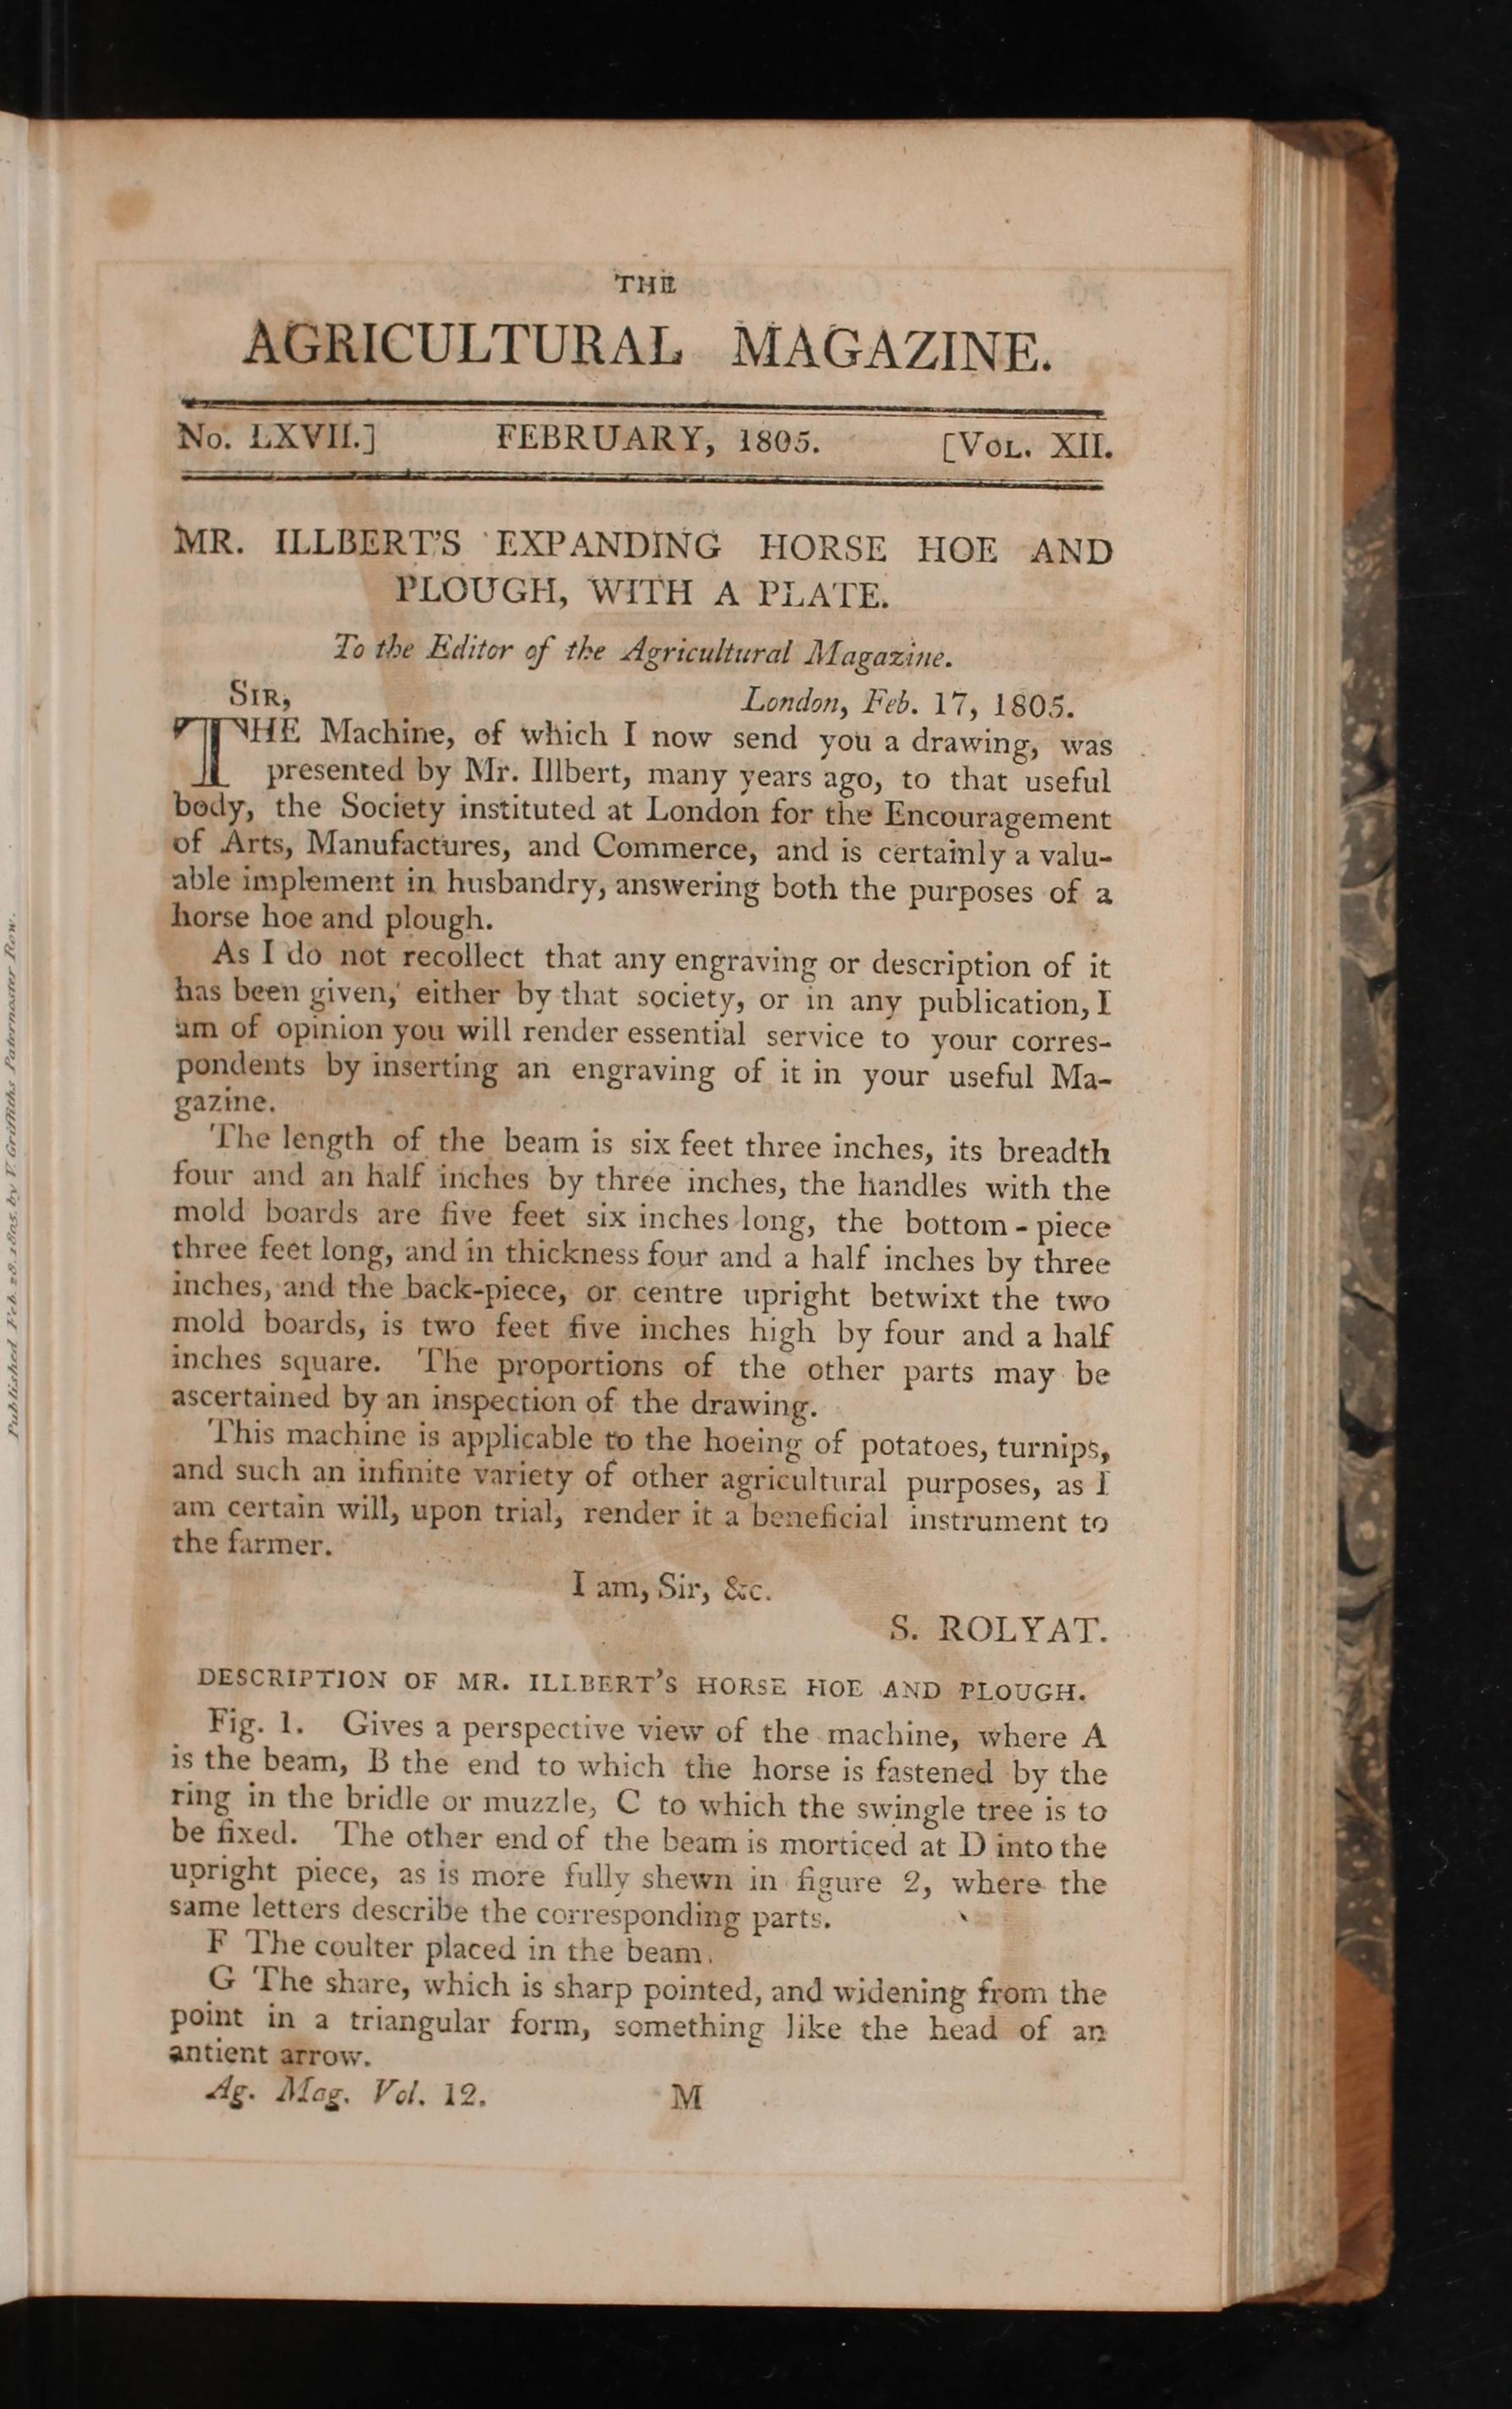 THE
AGRICULTURAL MAGAZINE.
No. LXVII.] FEBRUARY, 1805. [VOL. XII.
MR. ILLBERT'S EXPANDING HORSE HOE AND
PLOUGH, WITH A PLATE.
To the Editor of the Agricultural Magazine.
SIR, London, Feb. 17, 1805.
THE Machine, of which I now send you a drawing, was
presented by Mr. Illbert, many years ago, to that useful
body, the Society instituted at London for the Encouragement
of Arts, Manufactures, and Commerce, and is certainly a valu-
able implement in husbandry, answering both the purposes of a
horse hoe and plough.
As I do not recollect that any engraving or description of it
has been given, either by that society, or in any publication, I
am of opinion you will render essential service to your corres-
pondents by inserting an engraving of it in your useful Ma-
gazine.
The length of the beam is six feet three inches, its breadth
four and an half inches by three inches, the handles with the
mold boards are five feet six inches long, the bottom-piece
three feet long, and in thickness four and a half inches by three
inches, and the back-piece, or centre upright betwixt the two
mold boards, is two feet five inches high by four and a half
inches square. The proportions of the other parts may be
ascertained by an inspection of the drawing.
This machine is applicable to the hoeing of potatoes, turnips,
and such an infinite variety of other agricultural purposes, as I
am certain will, upon trial, render it a beneficial instrument to
the farmer.
I am, Sir, &c.
S. ROLYAT.
DESCRIPTION OF MR. ILLBERT'S HORSE HOE AND PLOUGH.
Fig. 1. Gives a perspective view of the machine, where A
is the beam, B the end to which the horse is fastened by the
ring in the bridle or muzzle, C to which the swingle tree is to
be fixed. The other end of the beam is morticed at D into the
upright piece, as is more fully shewn in figure 2, where the
same letters describe the corresponding parts.
F The coulter placed in the beam.
G The share, which is sharp pointed, and widening from the
point in a triangular form, something like the head of an
antient arrow.
Ag. Mag. Vol. 12. M
Published Feb. 28. 1805, by V. Griffiths Paternoster Row.